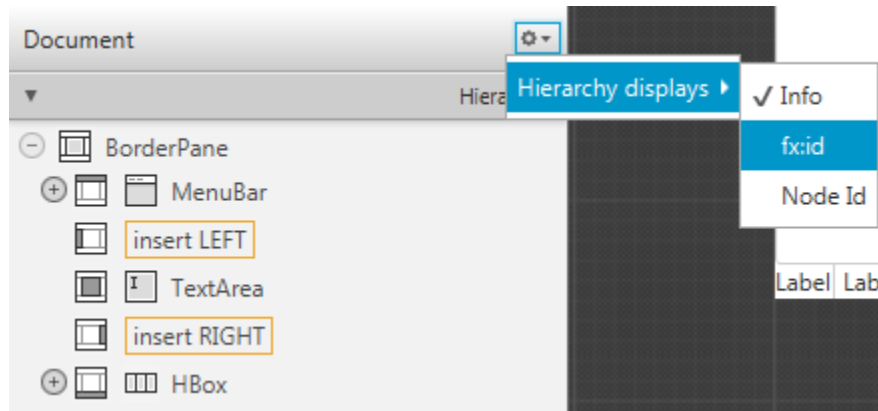 Document
Hiera
Hierarchy displays
Info
fx:id
Node Id
BorderPane
MenuBar
insert LEFT
TextArea
insert RIGHT
HBox
Label Lab